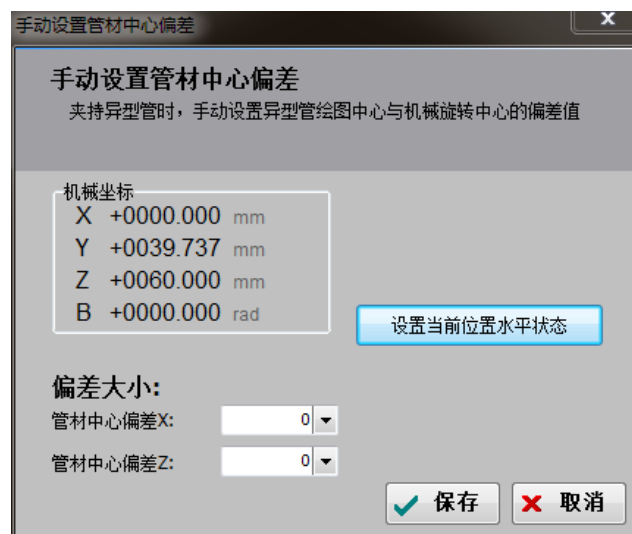 手动设置管材中心偏差
手动设置管材中心偏差
夹持异型管时，手动设置异型管绘图中心与机械旋转中心的偏差值
机械坐标
X +0000.000 mm
Y +0039.737 mm
Z +0060.000 mm
B +0000.000 rad
设置当前位置水平状态
偏差大小:
管材中心偏差X: 0
管材中心偏差Z: 0
保存 取消